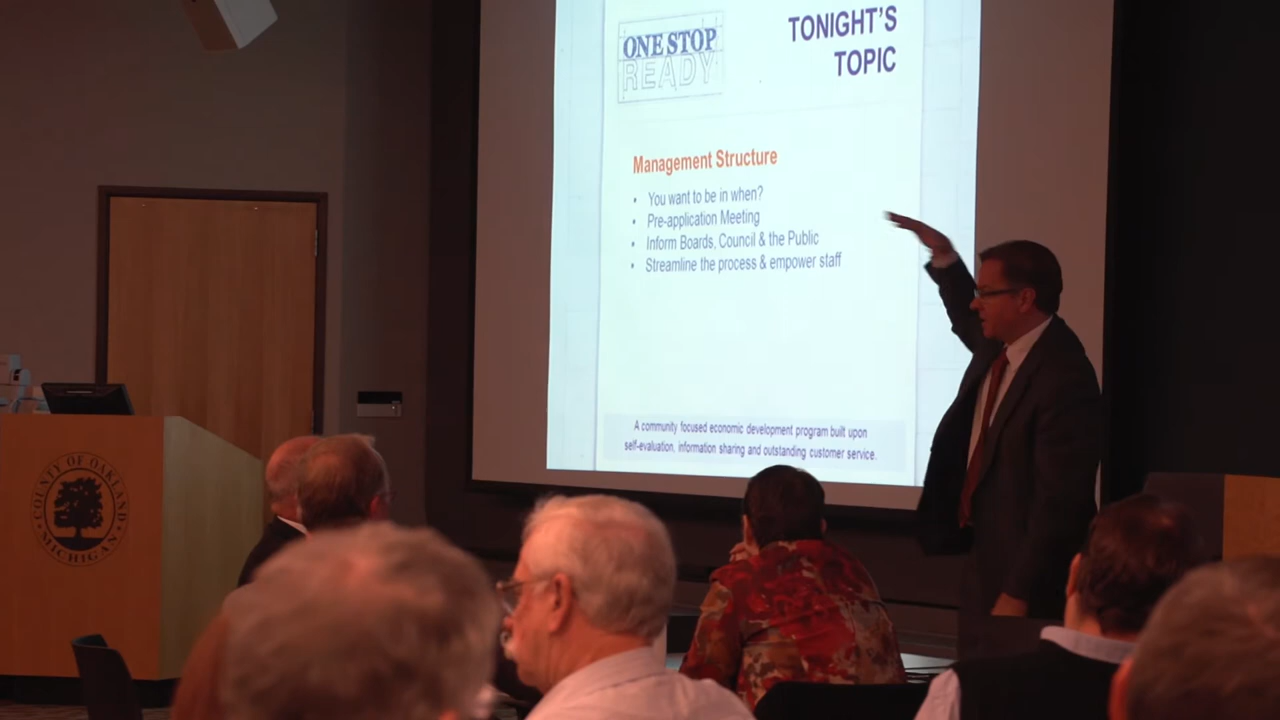 ONE STOP
READY
TONIGHT'S
TOPIC
Management Structure
• You want to be in when?
• Pre-application Meeting
• Inform Boards, Council & the Public
• Streamline the process & empower staff
A community focused economic development program built upon
self-evaluation, information sharing and outstanding customer service.
COUNTY OF OAKLAND
MICHIGAN